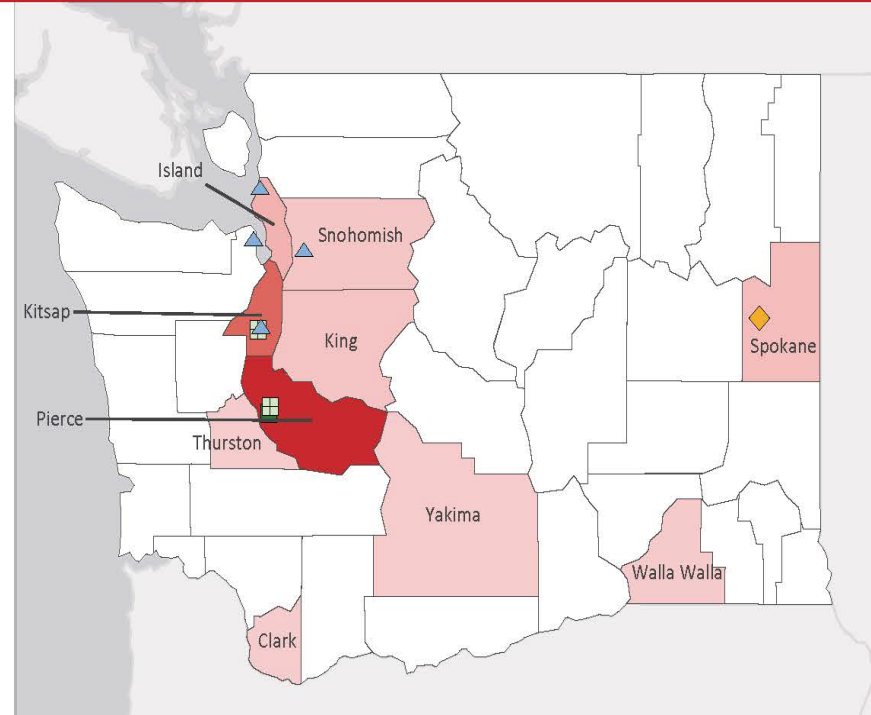 Island
Snohomish
Kitsap
King
Spokane
Pierce
Thurston
Yakima
Walla Walla
Clark